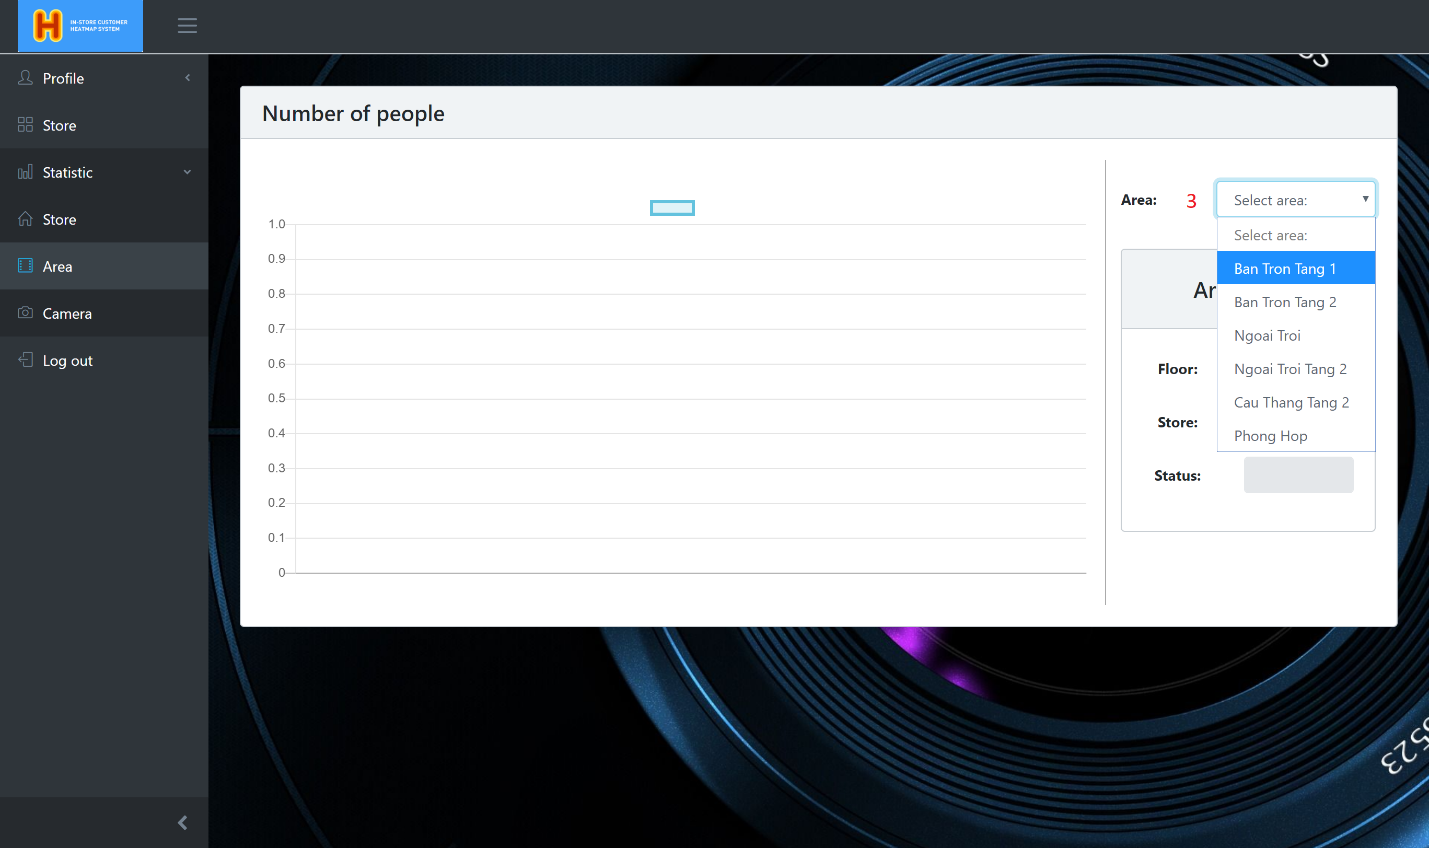 H IN-STORE CUSTOMER
HEATMAP SYSTEM
Profile
Store
Statistic
Store
Area
Camera
Log out
Number of people
1.0
0.9
0.8
0.7
0.6
0.5
0.4
0.3
0.2
0.1
0
Area: 3 Select area:
Select area:
Ban Tron Tang 1
Ban Tron Tang 2
Ngoai Troi
Ngoai Troi Tang 2
Cau Thang Tang 2
Phong Hop
Ar
Floor:
Store:
Status: